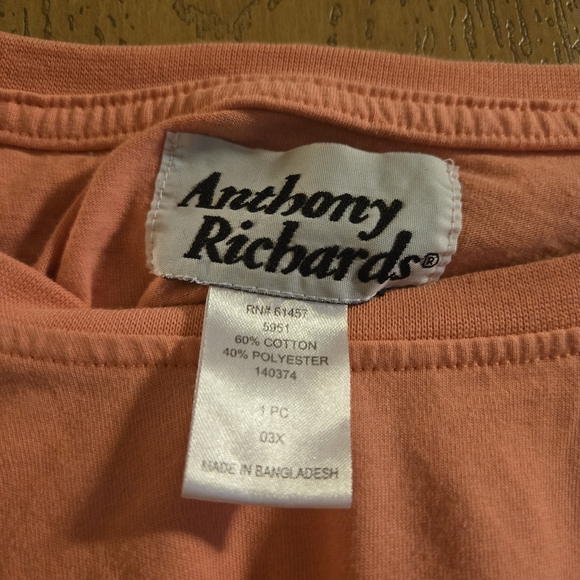 Anthony
Richards®
RN# 61457
5951
60% COTTON
40% POLYESTER
140374
1 PC
03X
MADE IN BANGLADESH